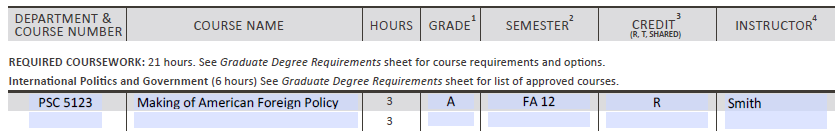 DEPARTMENT & COURSE NAME HOURS GRADE1 SEMESTER2 CREDIT3 INSTRUCTOR4
COURSE NUMBER (R, T, SHARED)
REQUIRED COURSEWORK: 21 hours. See Graduate Degree Requirements sheet for course requirements and options.
International Politics and Government (6 hours) See Graduate Degree Requirements sheet for list of approved courses.
PSC 5123 Making of American Foreign Policy 3 A FA 12 R Smith
3